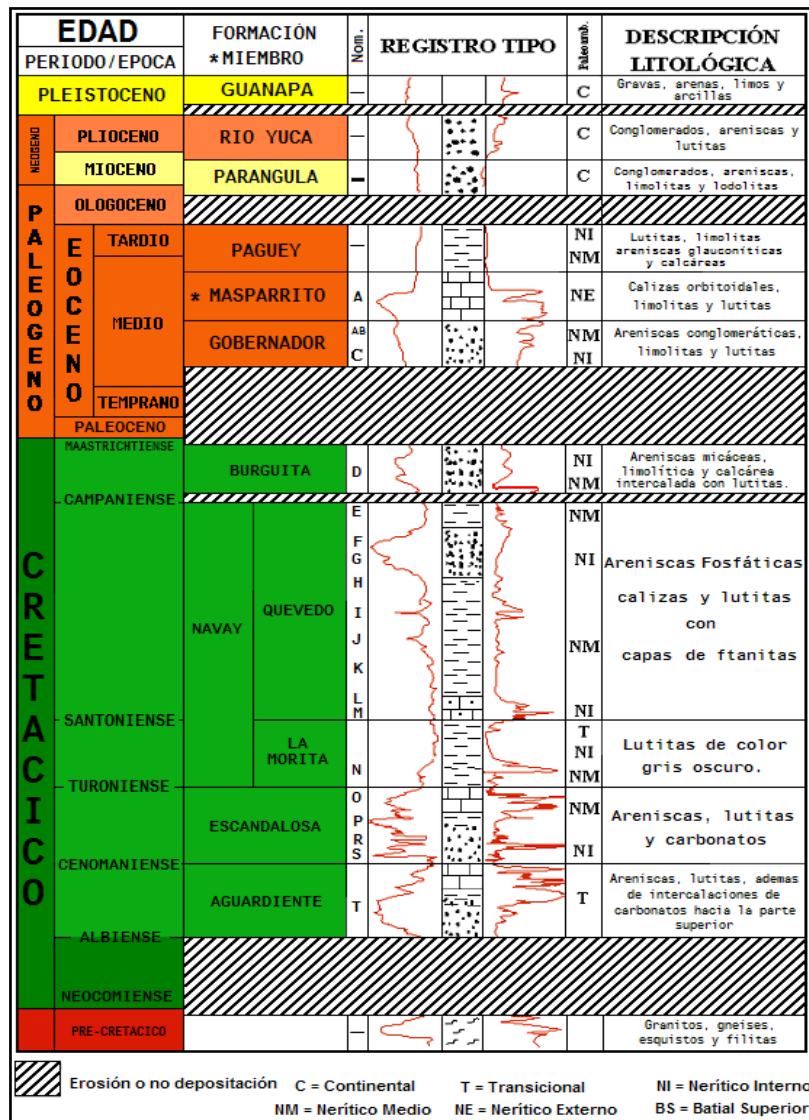 EDAD
PERIODO/EPOCA
FORMACIÓN
*MIEMBRO
Nom.
REGISTRO TIPO
Paleoamb.
DESCRIPCIÓN
LITOLÓGICA
PLEISTOCENO
GUANAPA
—
C
Gravas, arenas, limos y
arcillas
NEOGENO
PLIOCENO
RIO YUCA
—
C
Conglomerados, areniscas y
lutitas
MIOCENO
PARANGULA
—
C
Conglomerados, areniscas,
limolitas y lodolitas
PALEOGENO
OLOGOCENO
EOCENO
TARDIO
PAGUEY
—
NI
NM
Lutitas, limolitas
areniscas glauconíticas
y calcáreas
MEDIO
* MASPARRITO
A
NE
Calizas orbitoidales,
limolitas y lutitas
GOBERNADOR
AB
C
NM
NI
Areniscas conglomeráticas,
limolitas y lutitas
TEMPRANO
PALEOCENO
CRETACICO
MAASTRICHTIENSE
BURGUITA
D
NI
NM
Areniscas micáceas,
limolítica y calcárea
intercalada con lutitas.
CAMPANIENSE
NAVAY
QUEVEDO
E
F
G
H
I
J
K
L
M
NM
NI
NM
NI
Areniscas Fosfáticas
calizas y lutitas
con
capas de ftanitas
SANTONIENSE
LA
MORITA
N
T
NI
NM
Lutitas de color
gris oscuro.
TURONIENSE
ESCANDALOSA
O
P
R
S
NM
NI
Areniscas, lutitas
y carbonatos
CENOMANIENSE
AGUARDIENTE
T
T
Areniscas, lutitas, ademas
de intercalaciones de
carbonatos hacia la parte
superior
ALBIENSE
NEOCOMIENSE
PRE-CRETACICO
—
Granitos, gneises,
esquistos y filitas
Erosión o no depositación
C = Continental
T = Transicional
NI = Nerítico Interno
NM = Nerítico Medio
NE = Nerítico Externo
BS = Batial Superior